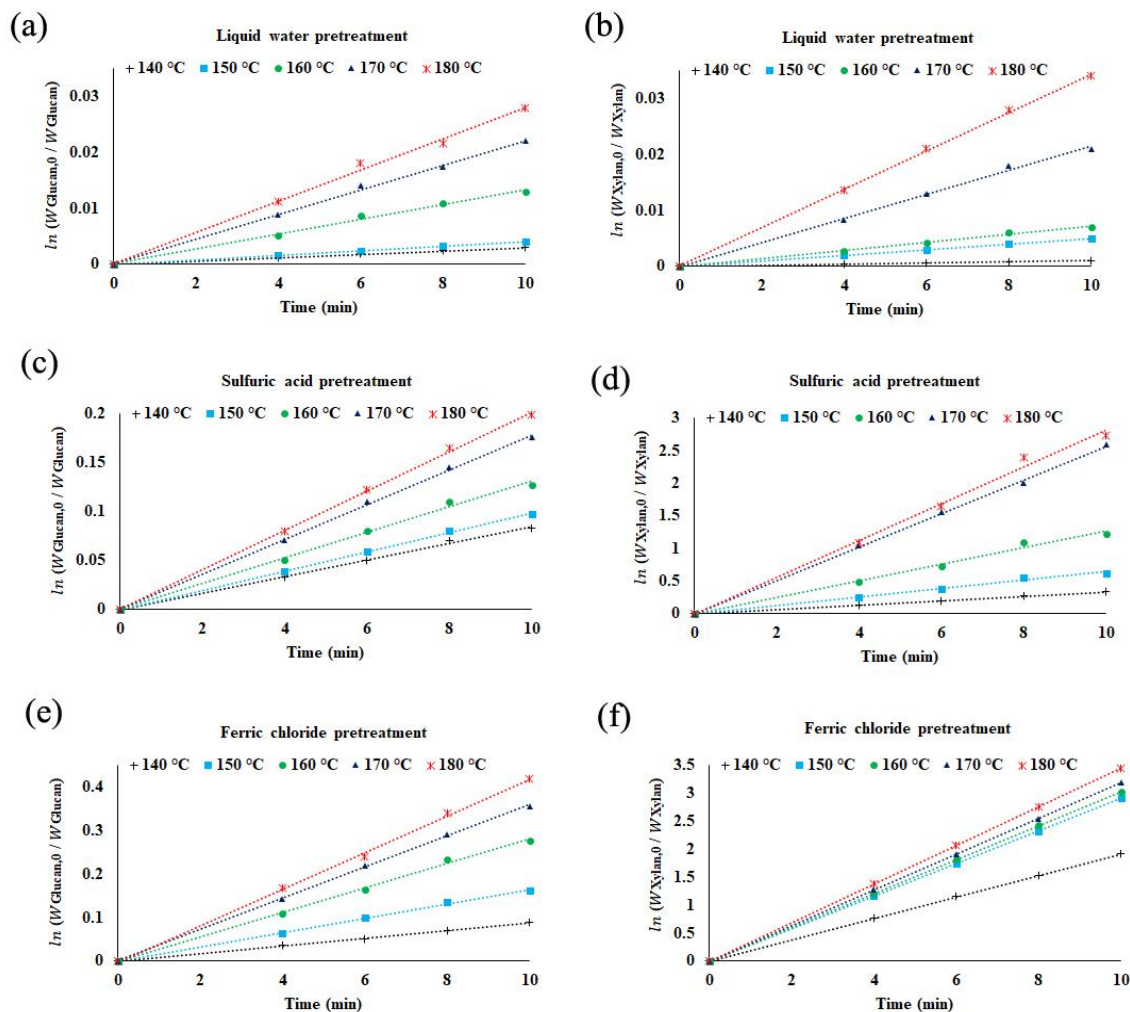 (a)
Liquid water pretreatment
+ 140 °C 150 °C 160 °C 170 °C 180 °C
ln (WGlucan,0 / WGlucan)
0.03
0.02
0.01
0
0 2 4 6 8 10
Time (min)
(b)
Liquid water pretreatment
+ 140 °C 150 °C 160 °C 170 °C 180 °C
ln (WXylan,0 / WXylan)
0.03
0.02
0.01
0
0 2 4 6 8 10
Time (min)
(c)
Sulfuric acid pretreatment
+ 140 °C 150 °C 160 °C 170 °C 180 °C
ln (WGlucan,0 / WGlucan)
0.2
0.15
0.1
0.05
0
0 2 4 6 8 10
Time (min)
(d)
Sulfuric acid pretreatment
+ 140 °C 150 °C 160 °C 170 °C 180 °C
ln (WXylan,0 / WXylan)
3
2.5
2
1.5
1
0.5
0
0 2 4 6 8 10
Time (min)
(e)
Ferric chloride pretreatment
+ 140 °C 150 °C 160 °C 170 °C 180 °C
ln (WGlucan,0 / WGlucan)
0.4
0.3
0.2
0.1
0
0 2 4 6 8 10
Time (min)
(f)
Ferric chloride pretreatment
+ 140 °C 150 °C 160 °C 170 °C 180 °C
ln (WXylan,0 / WXylan)
3.5
3
2.5
2
1.5
1
0.5
0
0 2 4 6 8 10
Time (min)